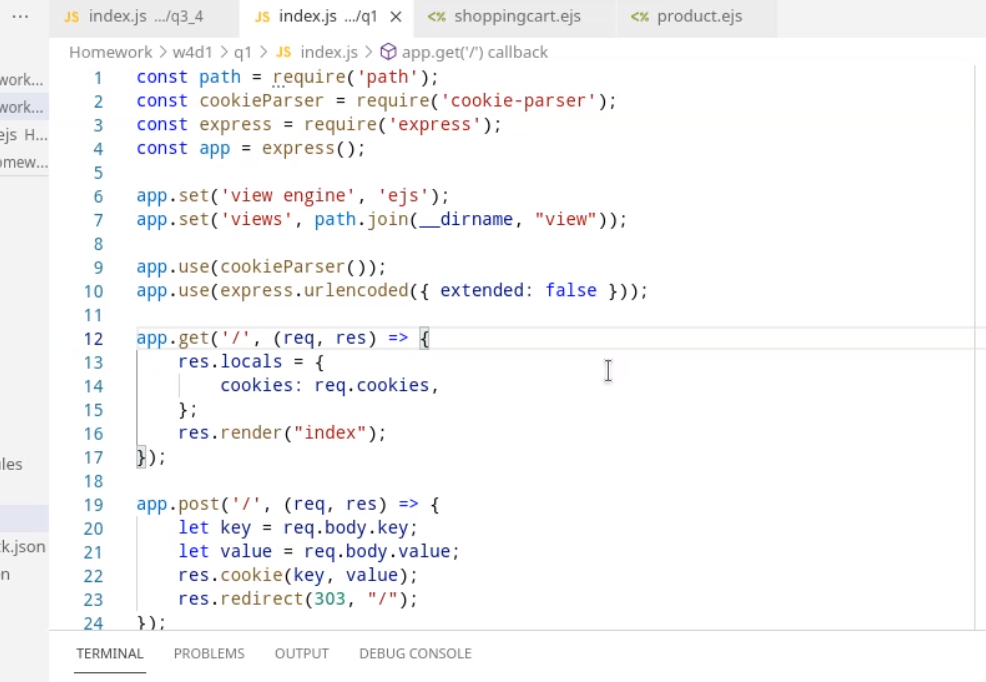 ··· JS index.js .../q3_4 JS index.js .../q1 × <% shoppingcart.ejs <% product.ejs
Homework > w4d1 > q1 > JS index.js > app.get('/') callback
work...
work...
ejs H...
omew...
ules
k.json
n
1 const path = require('path');
2 const cookieParser = require('cookie-parser');
3 const express = require('express');
4 const app = express();
5
6 app.set('view engine', 'ejs');
7 app.set('views', path.join(__dirname, "view"));
8
9 app.use(cookieParser());
10 app.use(express.urlencoded({ extended: false }));
11
12 app.get('/', (req, res) => {
13     res.locals = {
14         cookies: req.cookies,
15     };
16     res.render("index");
17 });
18
19 app.post('/', (req, res) => {
20     let key = req.body.key;
21     let value = req.body.value;
22     res.cookie(key, value);
23     res.redirect(303, "/");
24 });
TERMINAL PROBLEMS OUTPUT DEBUG CONSOLE